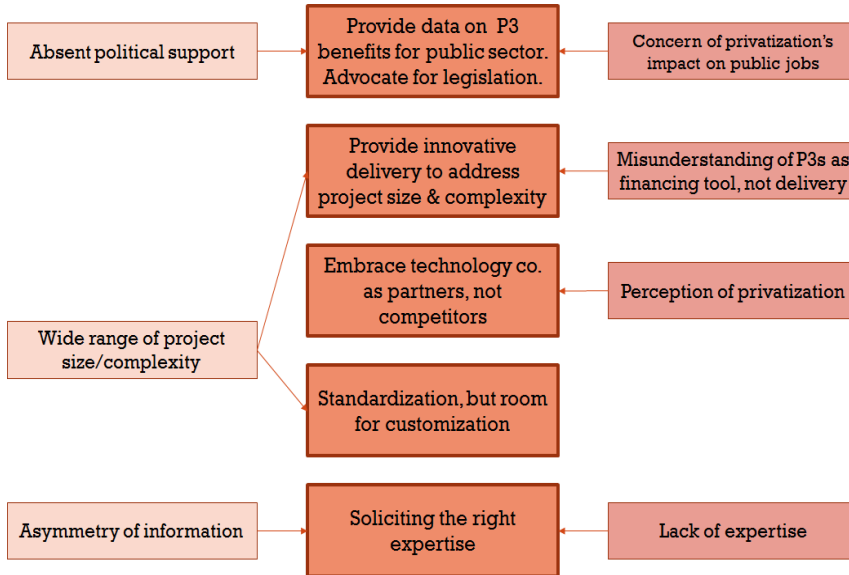 Absent political support
Provide data on P3
benefits for public sector.
Advocate for legislation.
Concern of privatization's
impact on public jobs
Provide innovative
delivery to address
project size & complexity
Misunderstanding of P3s as
financing tool, not delivery
Embrace technology co.
as partners, not
competitors
Perception of privatization
Wide range of project
size/complexity
Standardization, but room
for customization
Asymmetry of information
Soliciting the right
expertise
Lack of expertise